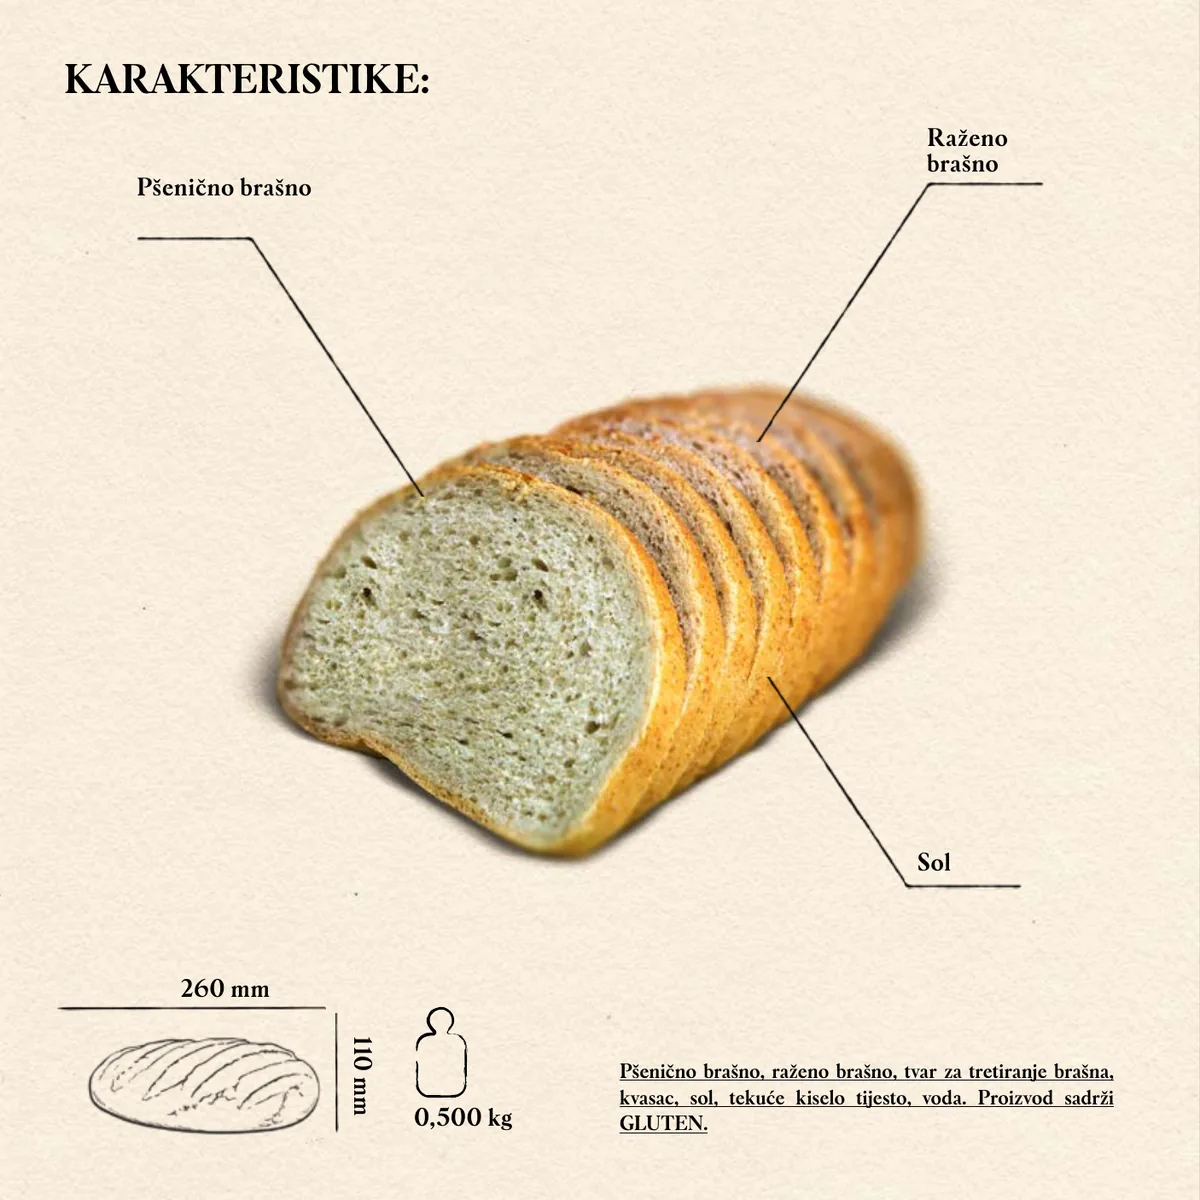 KARAKTERISTIKE:
Raženo
brašno
Pšenično brašno
Sol
260 mm
110 mm
0,500 kg
Pšenično brašno, raženo brašno, tvar za tretiranje brašna,
kvasac, sol, tekuće kiselo tijesto, voda. Proizvod sadrži
GLUTEN.